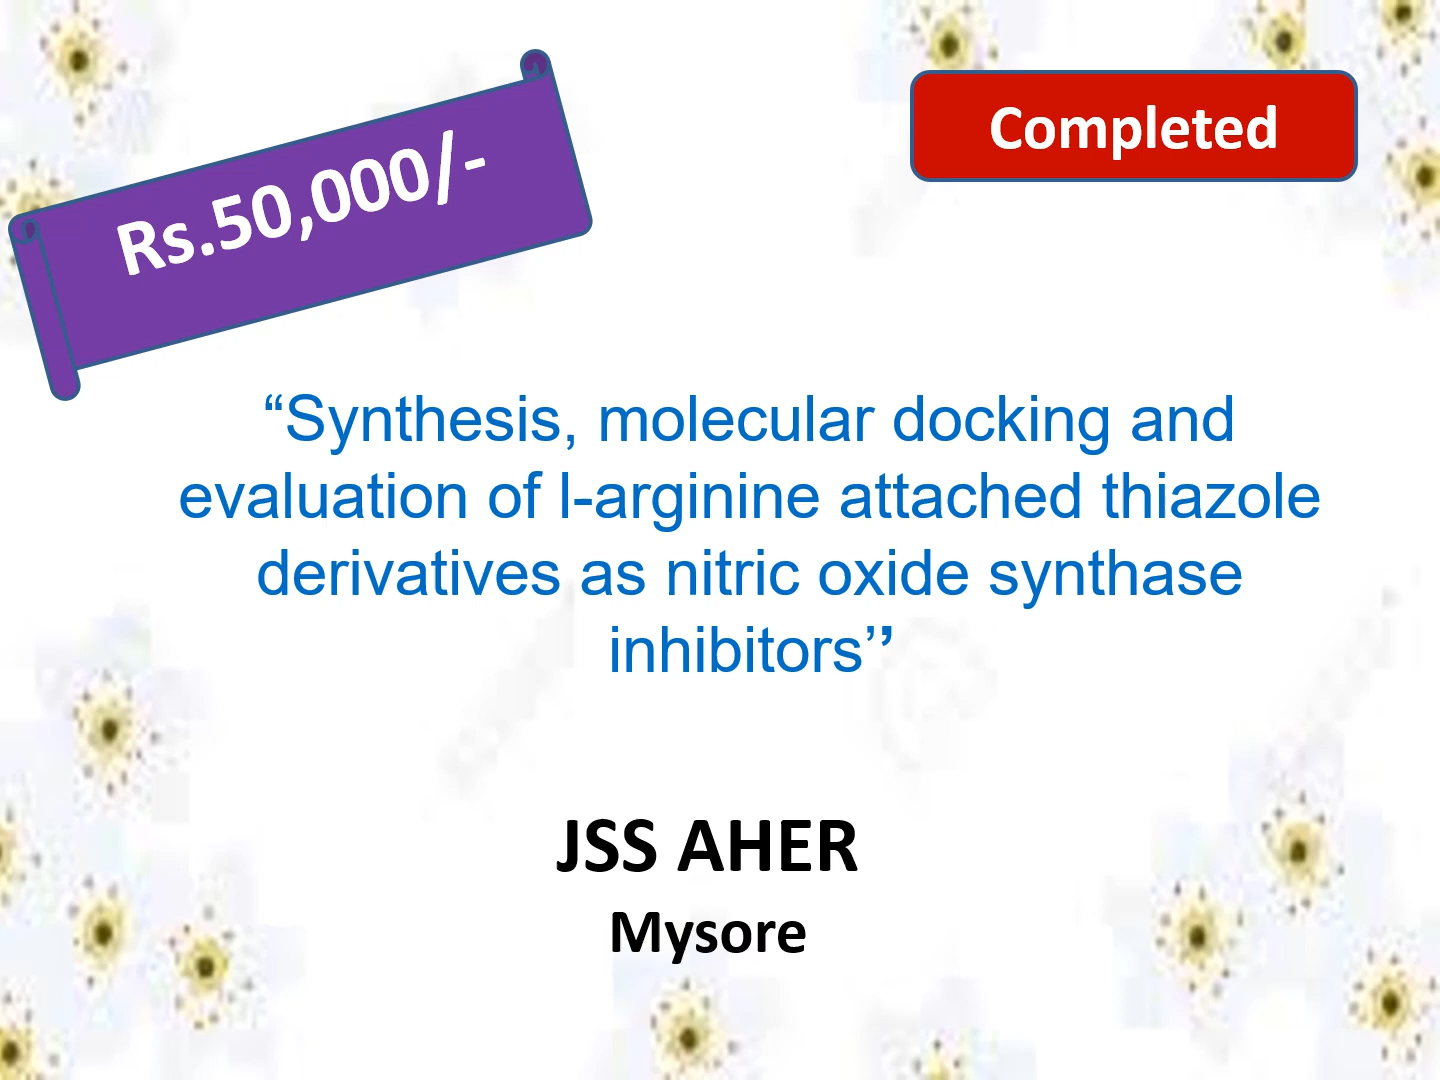 Rs.50,000/-
Completed
“Synthesis, molecular docking and
evaluation of l-arginine attached thiazole
derivatives as nitric oxide synthase
inhibitors’’
JSS AHER
Mysore